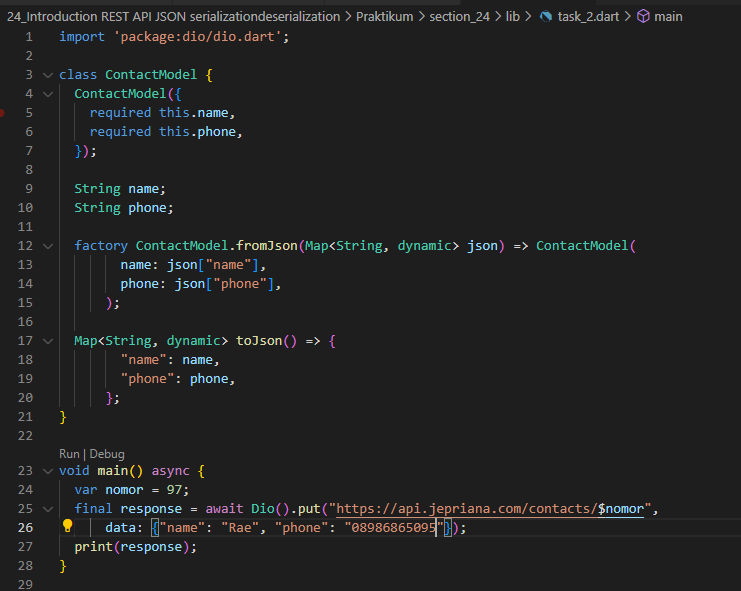 24_Introduction REST API JSON serializationdeserialization > Praktikum > section_24 > lib > task_2.dart > main
1 import 'package:dio/dio.dart';
2
3 class ContactModel {
4   ContactModel({
5     required this.name,
6     required this.phone,
7   });
8
9   String name;
10   String phone;
11
12   factory ContactModel.fromJson(Map<String, dynamic> json) => ContactModel(
13         name: json["name"],
14         phone: json["phone"],
15       );
16
17   Map<String, dynamic> toJson() => {
18         "name": name,
19         "phone": phone,
20       };
21 }
22
Run | Debug
23 void main() async {
24   var nomor = 97;
25   final response = await Dio().put("https://api.jepriana.com/contacts/$nomor",
26       data: {"name": "Rae", "phone": "08986865095"});
27   print(response);
28 }
29